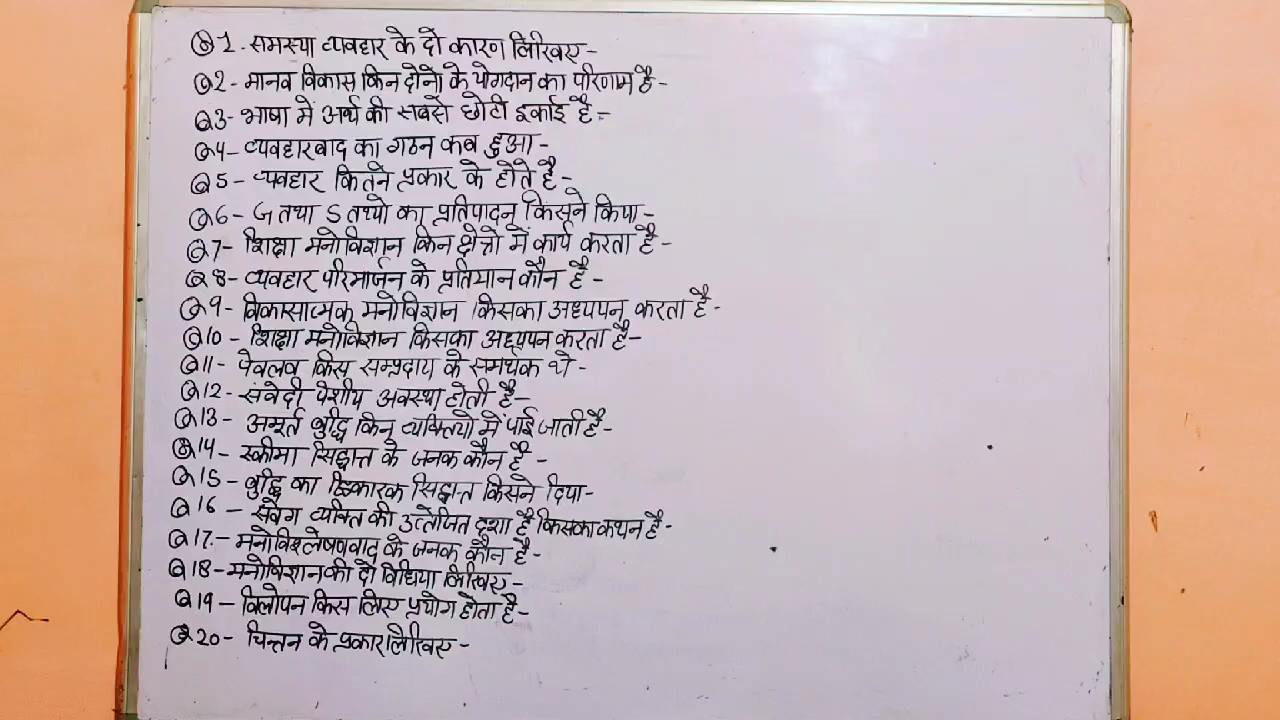 Q1. समस्या व्यवहार के दो कारण लिखिए-
Q2- मानव विकास किन दोनो के योगदान का परिणाम है-
Q3- भाषा में अर्थ की सबसे छोटी इकाई है-
Q4- व्यवहारवाद का गठन कब हुआ-
Q5- व्यवहार कितने प्रकार के होते है-
Q6- G तथा S तथ्यो का प्रतिपादन किसने किया-
Q7- शिक्षा मनोविज्ञान किन क्षेत्रो में कार्य करता है-
Q8- व्यवहार परिमार्जन के प्रतिमान कौन है-
Q9- विकासात्मक मनोविज्ञान किसका अध्ययन करता है-
Q10- शिक्षा मनोविज्ञान किसका अध्ययन करता है-
Q11- पेवलव किस सम्प्रदाय के समर्थक थे-
Q12- संवेदी पेशीय अवस्था होती है-
Q13- अमूर्त बुद्धि किन व्यक्तियो में पाई जाती है-
Q14- स्कीमा सिद्धान्त के जनक कौन है-
Q15- बुद्धि का द्विकारक सिद्धान्त किसने दिया-
Q16- संवेग व्यक्ति की उत्तेजित दशा है किसका कथन है-
Q17.- मनोविश्लेषणवाद के जनक कौन है-
Q18- मनोविज्ञान की दो विधिया लिखिए-
Q19- विलोपन किस लिए प्रयोग होता है-
Q20- चिन्तन के प्रकार लिखिए-